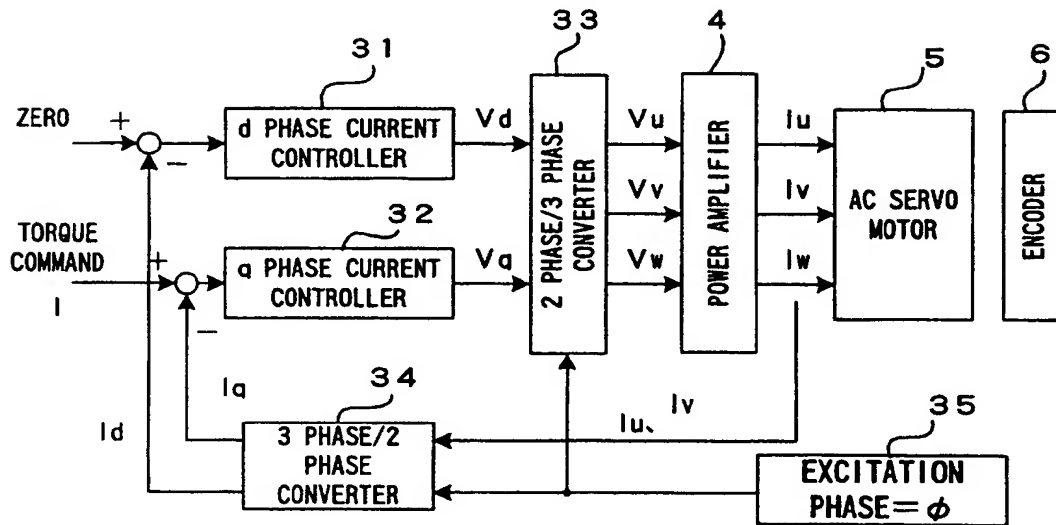 31
33
4
5
6
ZERO
+
−
d PHASE CURRENT
CONTROLLER
Vd
2 PHASE/3 PHASE
CONVERTER
Vu
Vv
Vw
POWER AMPLIFIER
Iu
Iv
Iw
AC SERVO
MOTOR
ENCODER
32
TORQUE
COMMAND
I
+
−
q PHASE CURRENT
CONTROLLER
Vq
Iq
Id
34
3 PHASE/2
PHASE
CONVERTER
Iu、
Iv
35
EXCITATION
PHASE=φ